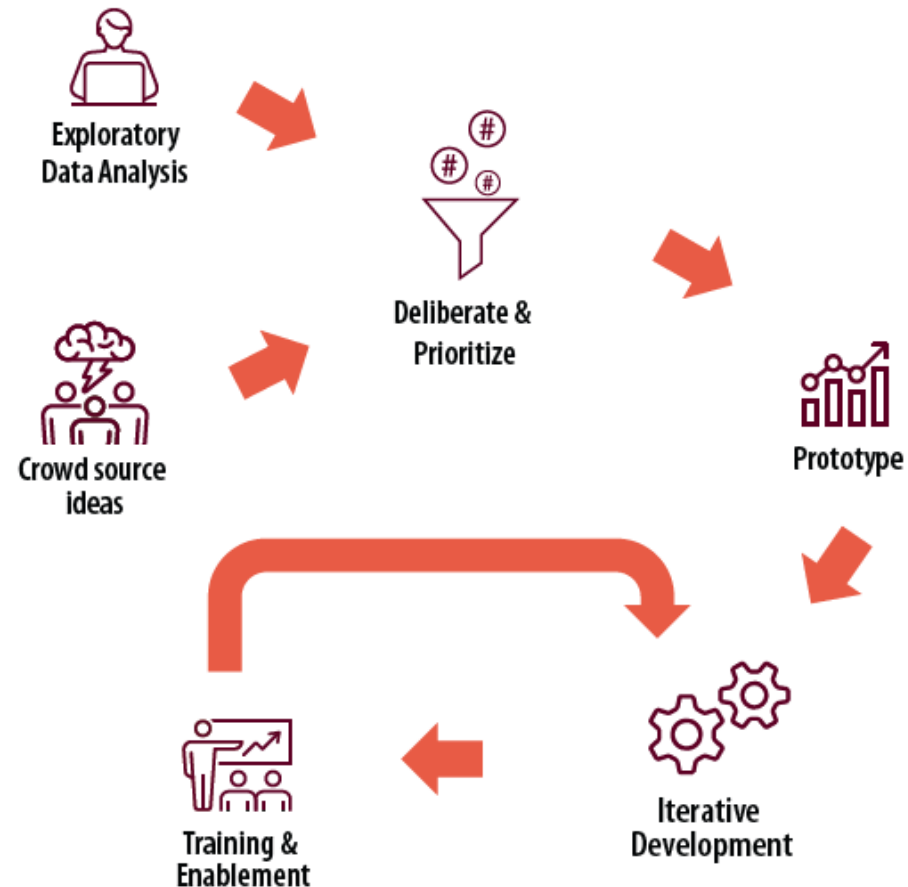 Exploratory
Data Analysis
#
#
#
Deliberate &
Prioritize
Crowd source
ideas
Prototype
Iterative
Development
Training &
Enablement